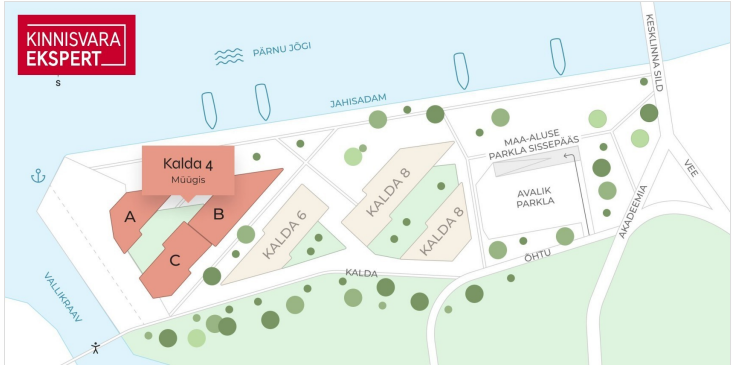 KINNISVARA
EKSPERT
S
PÄRNU JÕGI
JAHISADAM
KESKLINNA SILD
MAA-ALUSE
PARKLA SISSEPÄÄS
Kalda 4
Müügis
A
B
C
KALDA 6
KALDA 8
KALDA 8
AVALIK
PARKLA
VEE
AKADEEMIA
ÕHTU
KALDA
VALLIKRAAV